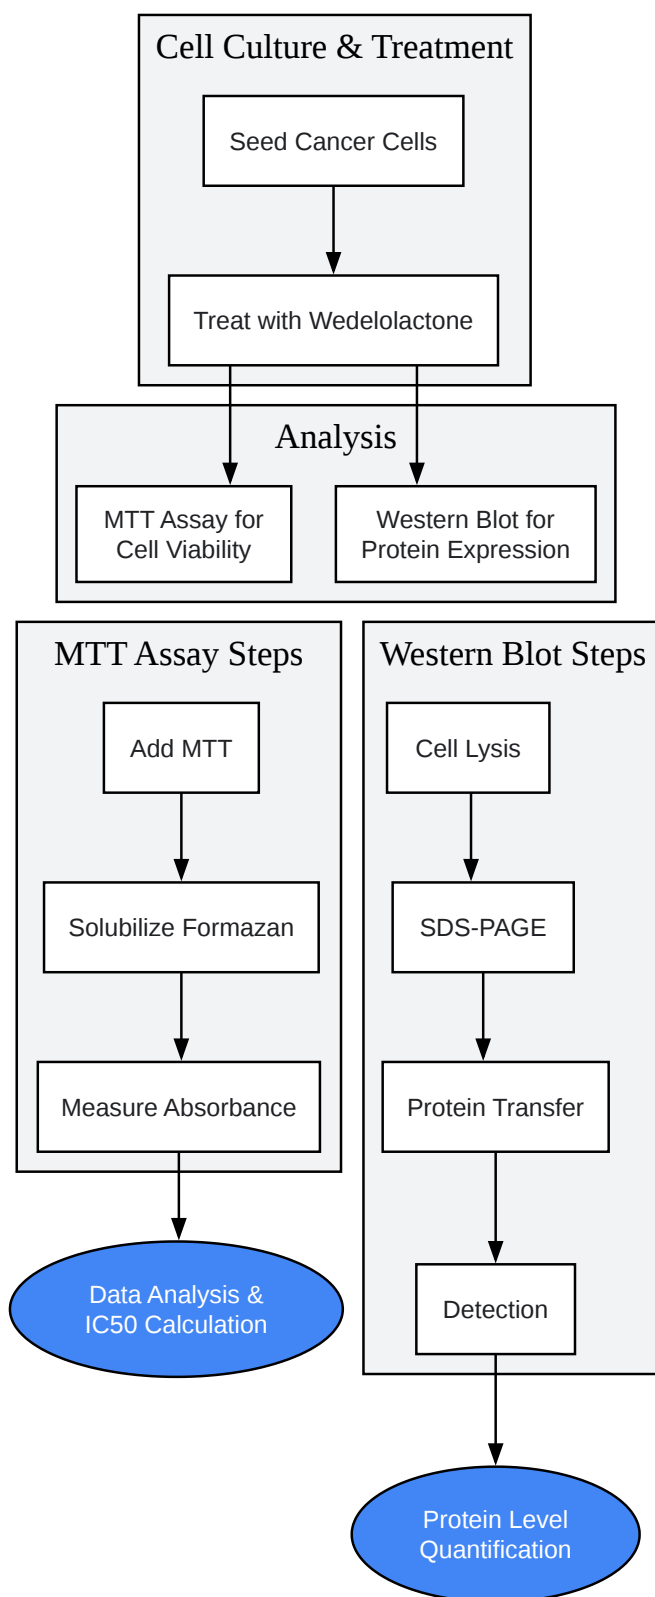 Cell Culture & Treatment
Seed Cancer Cells
Treat with Wedelolactone
Analysis
MTT Assay for
Cell Viability
Western Blot for
Protein Expression
MTT Assay Steps
Add MTT
Solubilize Formazan
Measure Absorbance
Data Analysis &
IC50 Calculation
Western Blot Steps
Cell Lysis
SDS-PAGE
Protein Transfer
Detection
Protein Level
Quantification